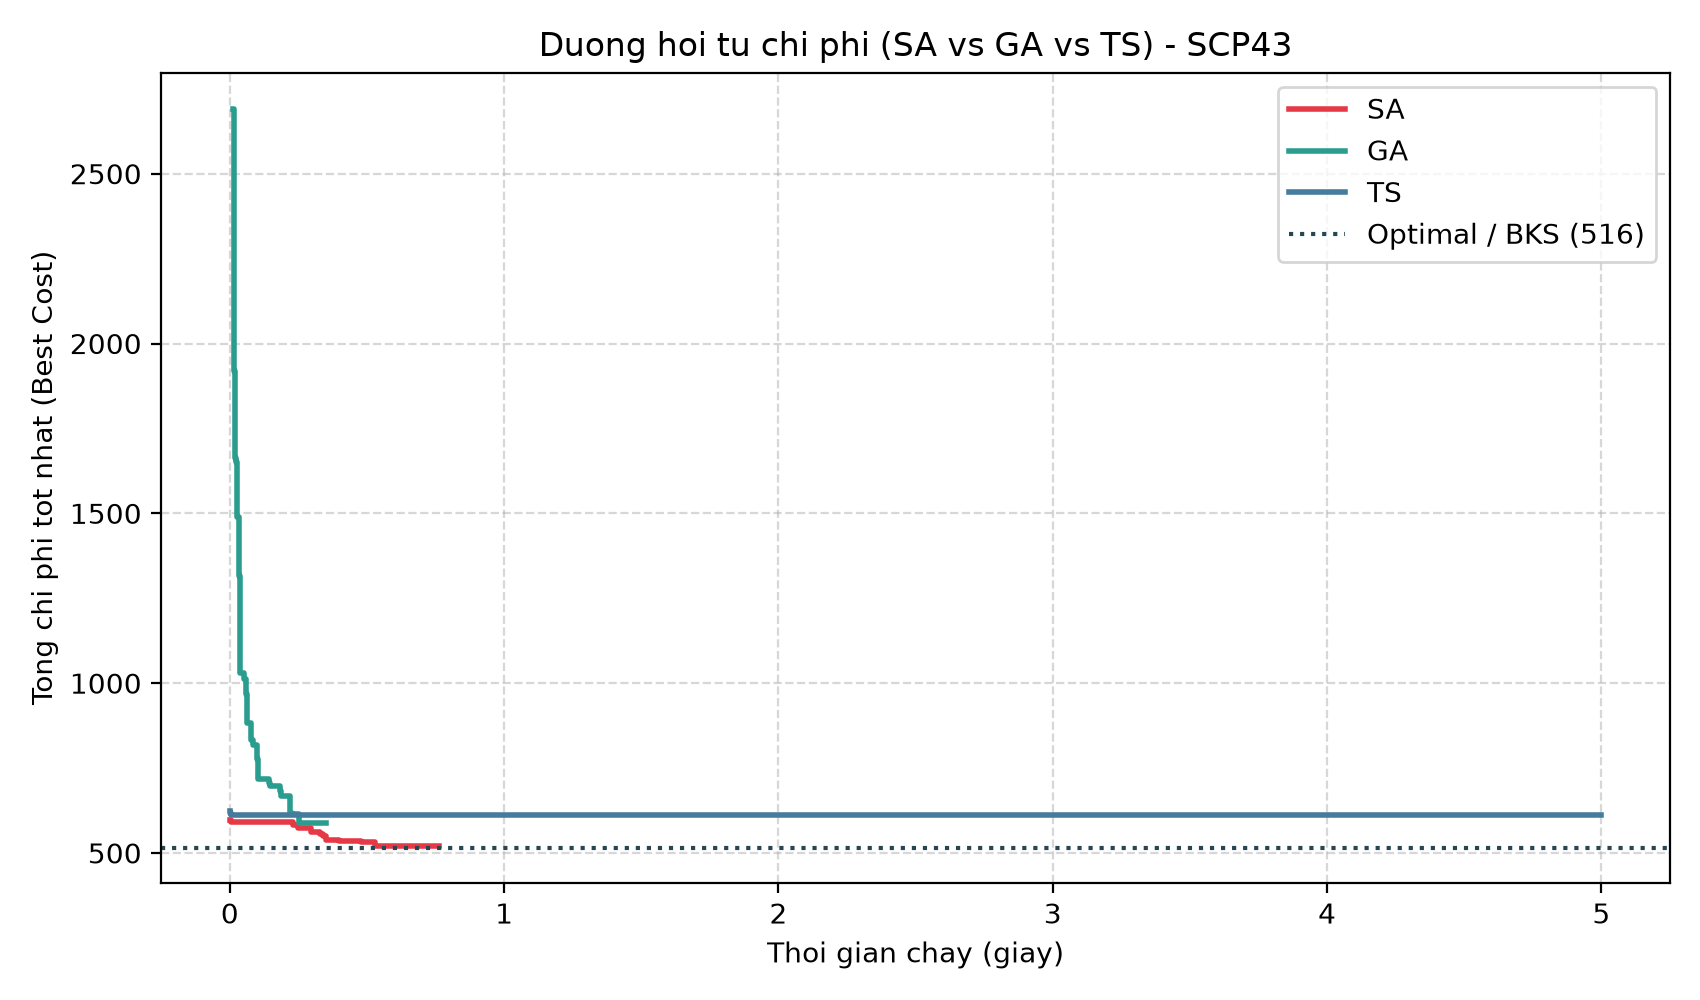 Duong hoi tu chi phi (SA vs GA vs TS) - SCP43
SA
GA
TS
Optimal / BKS (516)
Tong chi phi tot nhat (Best Cost)
2500
2000
1500
1000
500
0
1
2
3
4
5
Thoi gian chay (giay)